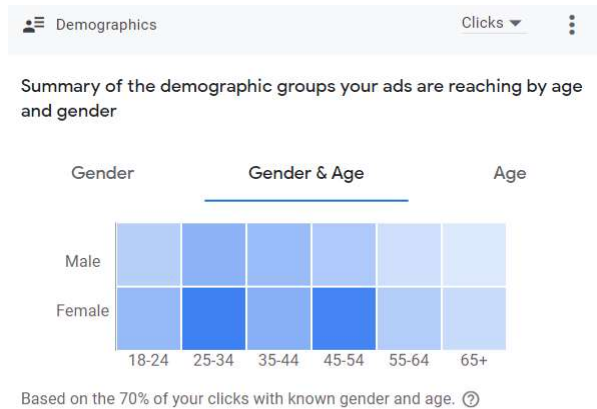 Demographics
Clicks
Summary of the demographic groups your ads are reaching by age
and gender
Gender
Gender & Age
Age
Male
Female
18-24 25-34 35-44 45-54 55-64 65+
Based on the 70% of your clicks with known gender and age. ?